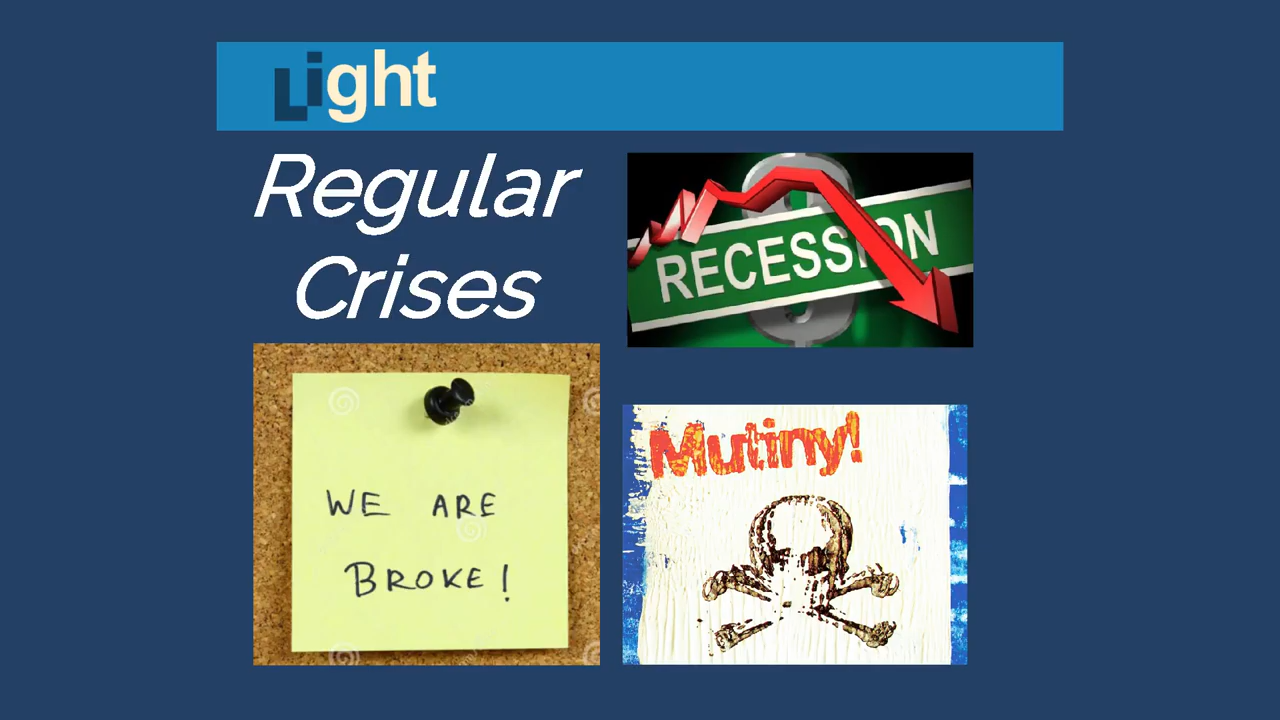 Light
Regular
Crises
RECESSION
WE ARE
BROKE!
Mutiny!